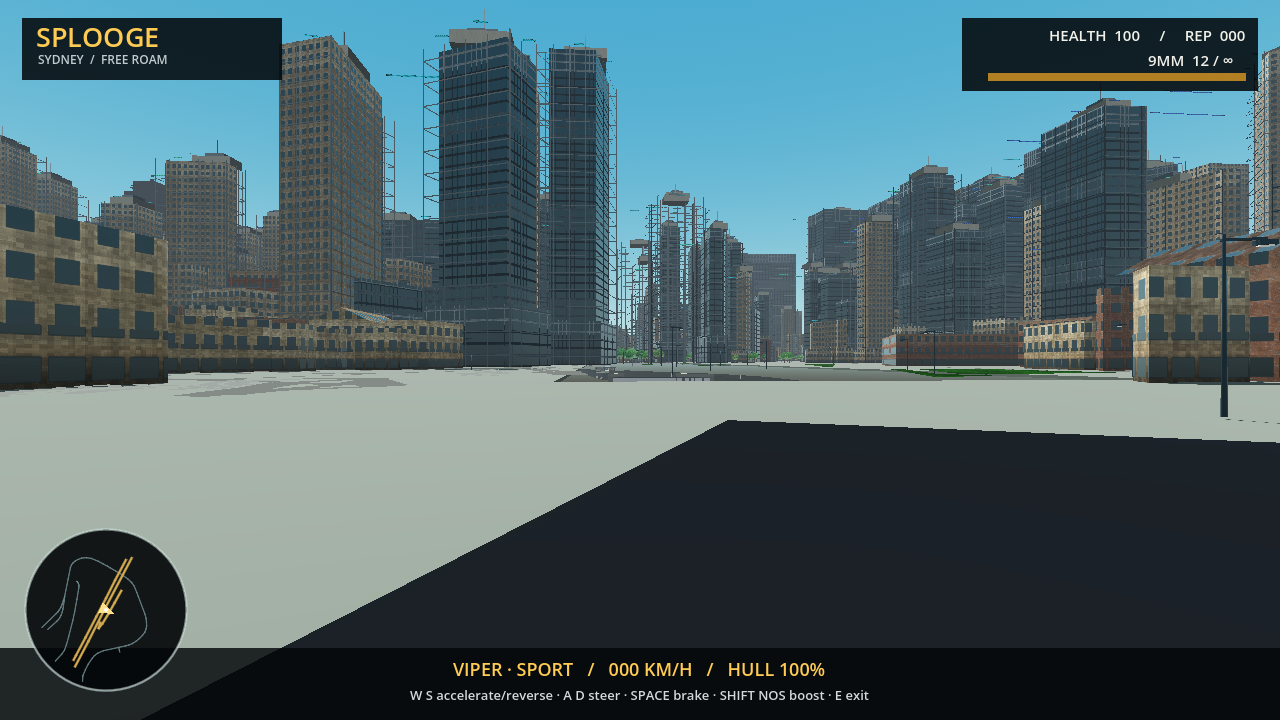 SPLOOGE
SYDNEY / FREE ROAM
HEALTH 100 / REP 000
9MM 12 / ∞
VIPER · SPORT / 000 KM/H / HULL 100%
W S accelerate/reverse · A D steer · SPACE brake · SHIFT NOS boost · E exit